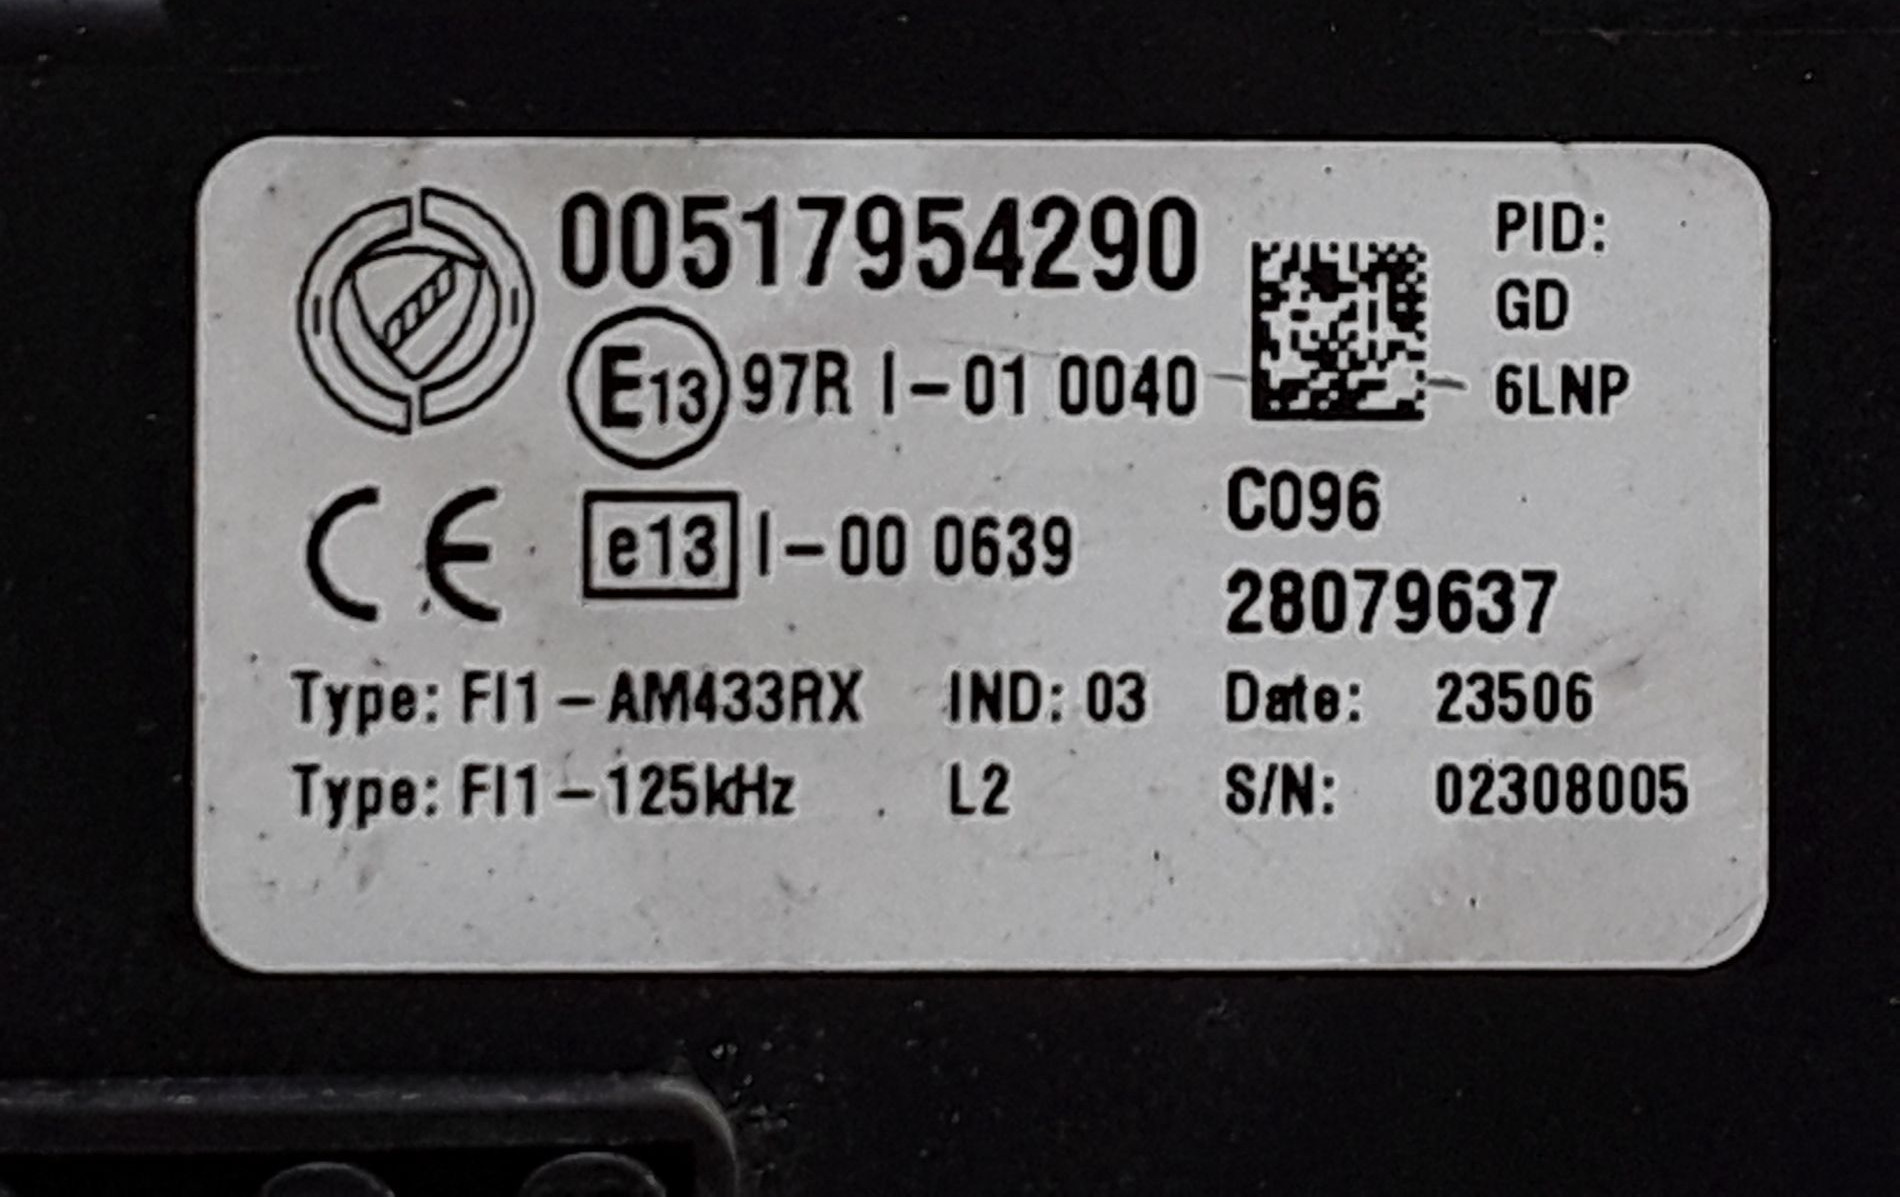 00517954290
PID:
GD
E13 97R I-01 0040
6LNP
C096
CE e13 I-00 0639
28079637
Type: FI1-AM433RX IND: 03 Date: 23506
Type: FI1-125kHz L2 S/N: 02308005